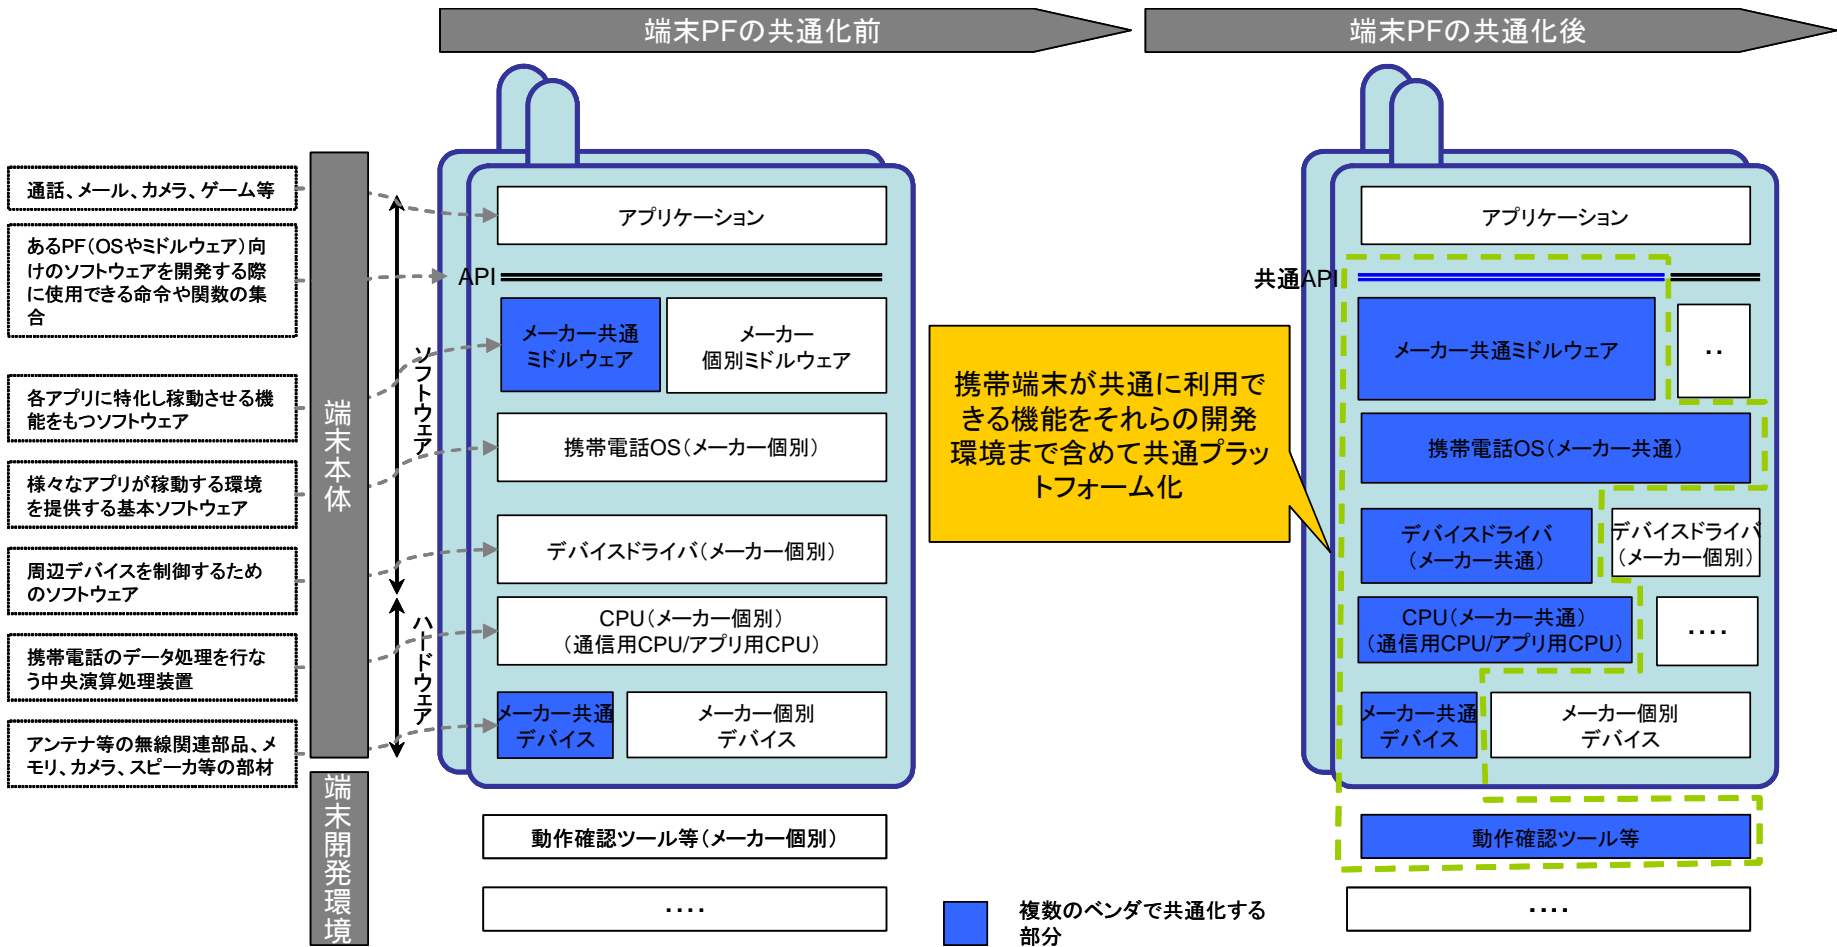 端末PFの共通化前
端末PFの共通化後
通話、メール、カメラ、ゲーム等
あるPF(OSやミドルウェア)向
けのソフトウェアを開発する際
に使用できる命令や関数の集
合
各アプリに特化し稼動させる機
能をもつソフトウェア
様々なアプリが稼動する環境
を提供する基本ソフトウェア
周辺デバイスを制御するため
のソフトウェア
携帯電話のデータ処理を行な
う中央演算処理装置
アンテナ等の無線関連部品、メ
モリ、カメラ、スピーカ等の部材
端末本体
端末開発環境
ソフトウェア
ハードウェア
アプリケーション
API
メーカー共通
ミドルウェア
メーカー
個別ミドルウェア
携帯電話OS(メーカー個別)
デバイスドライバ(メーカー個別)
CPU(メーカー個別)
(通信用CPU/アプリ用CPU)
メーカー共通
デバイス
メーカー個別
デバイス
動作確認ツール等(メーカー個別)
....
携帯端末が共通に利用で
きる機能をそれらの開発
環境まで含めて共通プラッ
トフォーム化
アプリケーション
共通API
メーカー共通ミドルウェア
..
携帯電話OS(メーカー共通)
デバイスドライバ
(メーカー共通)
デバイスドライバ
(メーカー個別)
CPU(メーカー共通)
(通信用CPU/アプリ用CPU)
....
メーカー共通
デバイス
メーカー個別
デバイス
動作確認ツール等
....
複数のベンダで共通化する
部分